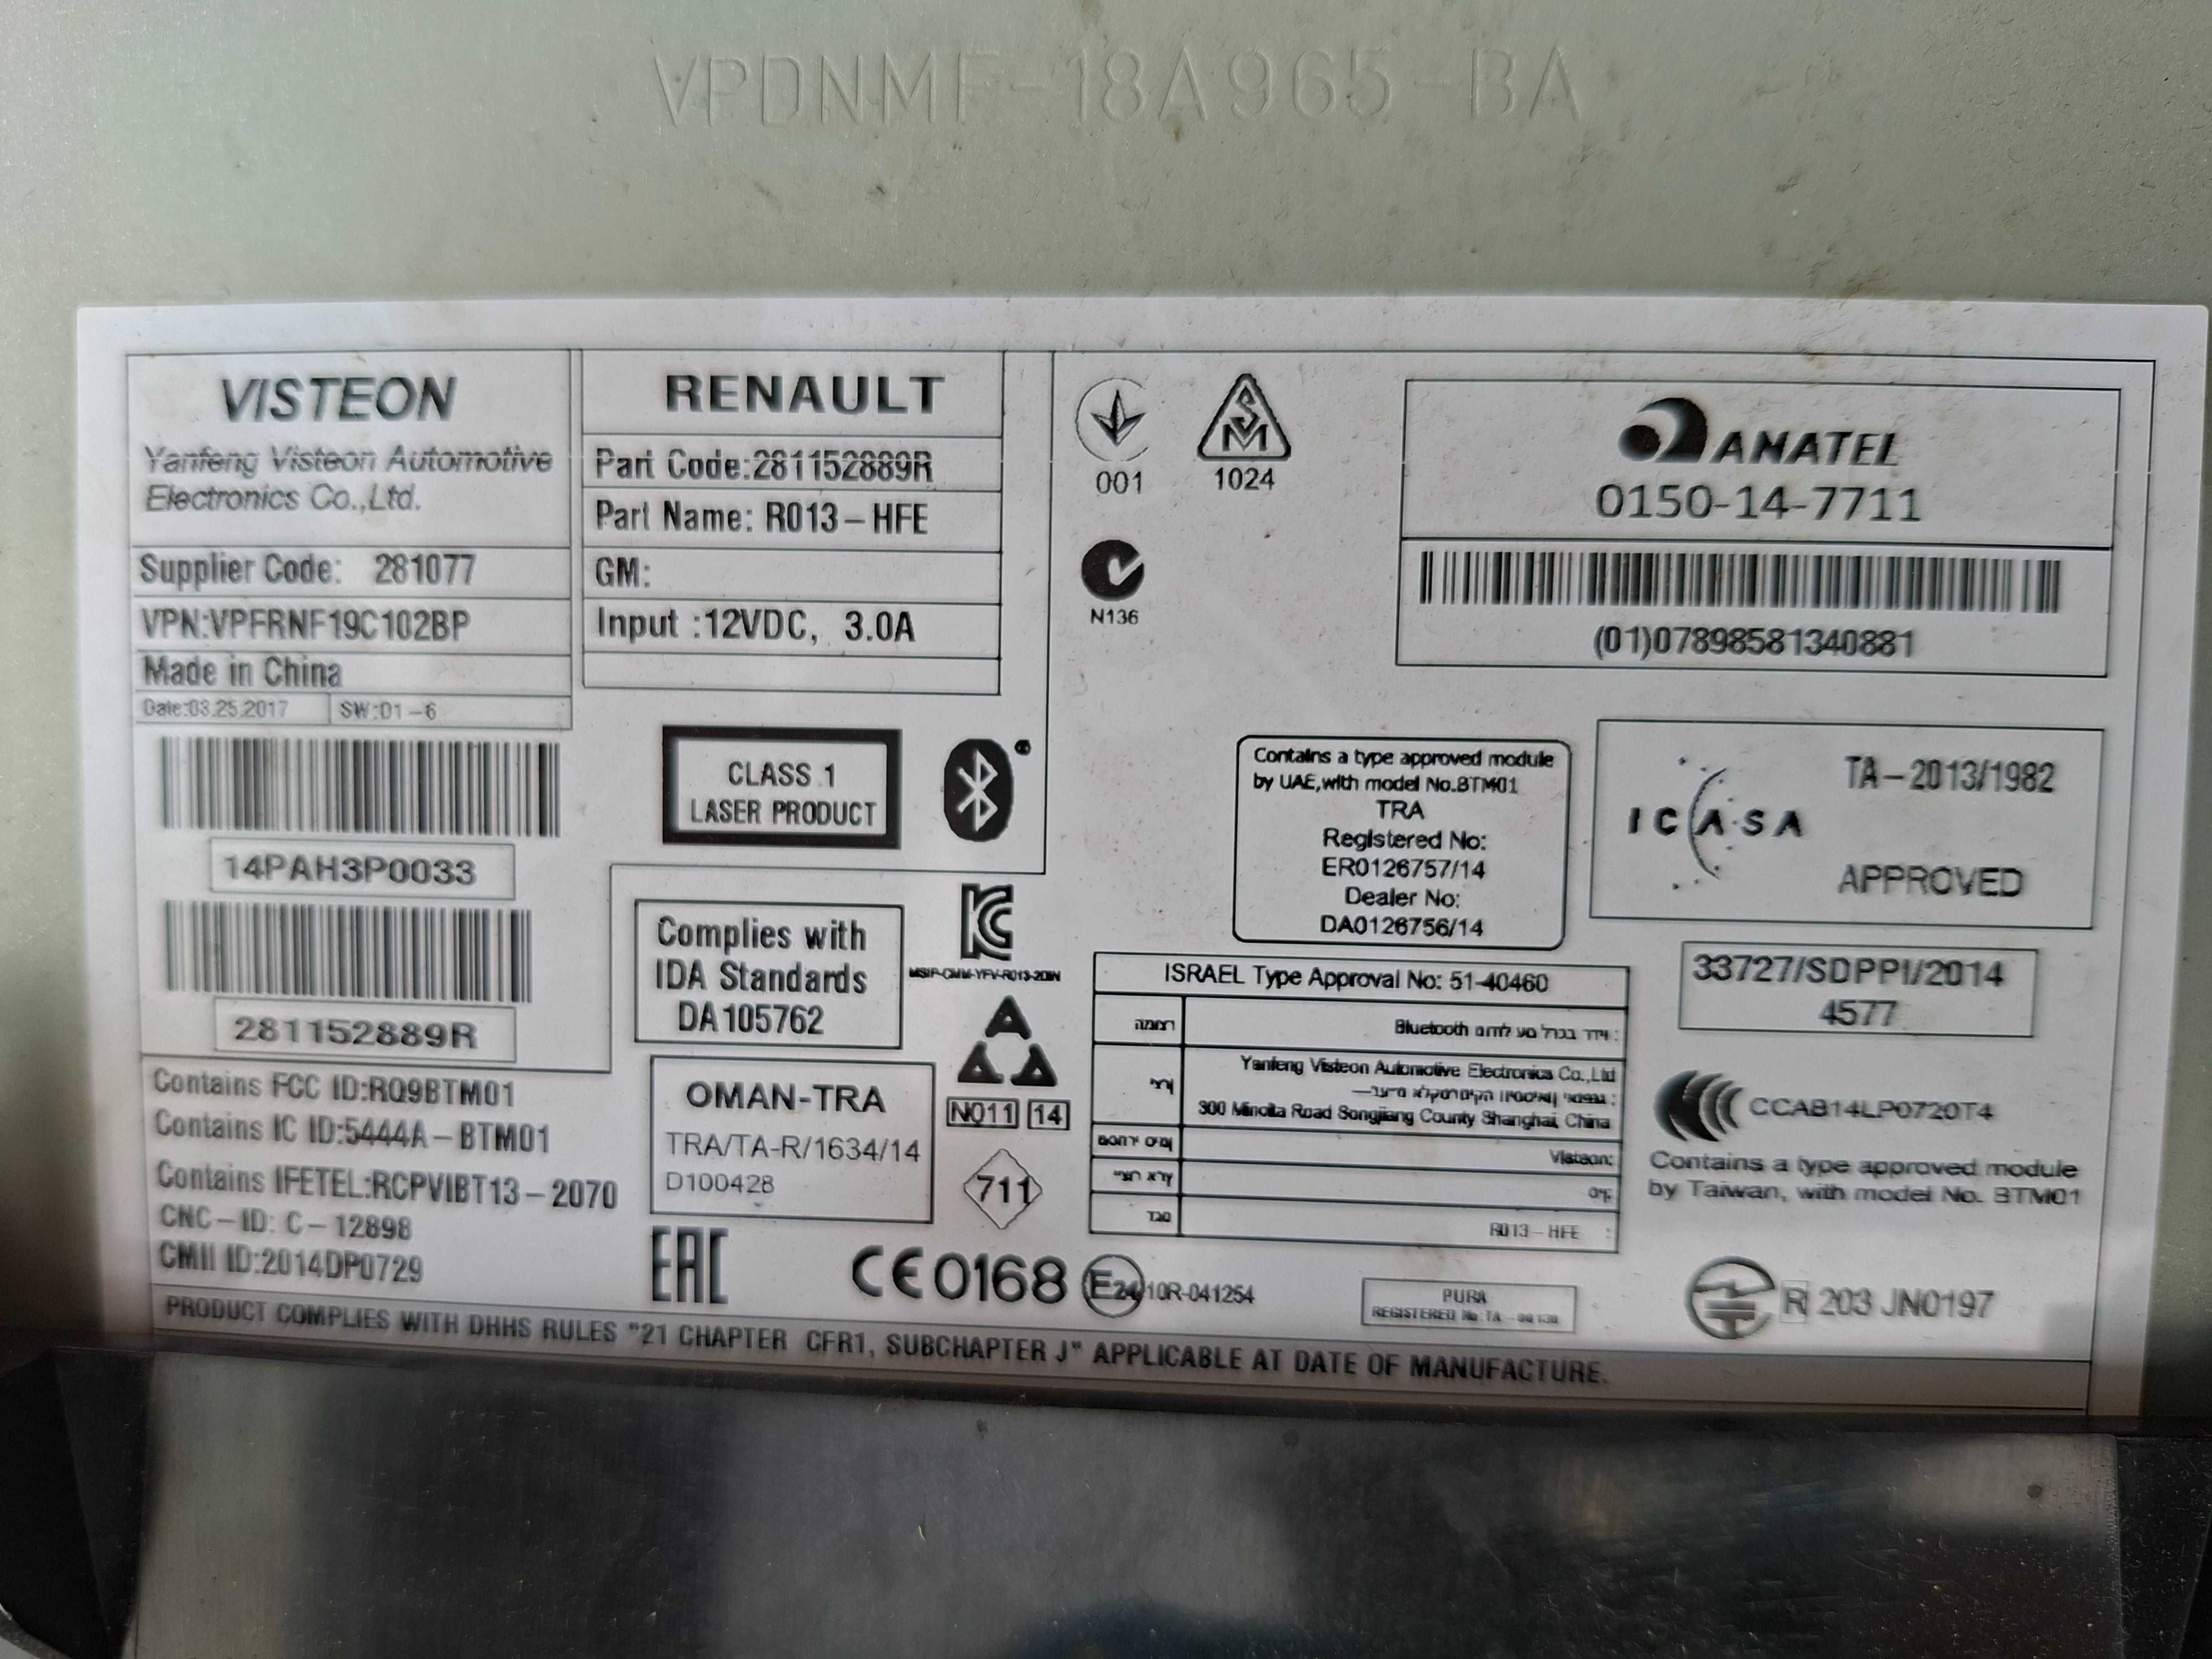 VPDNMF-18A965-BA
VISTEON
Yanfeng Visteon Automotive
Electronics Co.,Ltd.
Supplier Code: 281077
VPN:VPFRNF19C102BP
Made in China
Date:03.25.2017 SW:01-6
RENAULT
Part Code:281152889R
Part Name: R013-HFE
GM:
Input :12VDC, 3.0A
14PAH3P0033
281152889R
CLASS 1
LASER PRODUCT
Complies with
IDA Standards
DA105762
MSIP-CMM-YFV-R013-2DIN
OMAN-TRA
TRA/TA-R/1634/14
D100428
N011 14
711
Contains FCC ID:RQ9BTM01
Contains IC ID:5444A-BTM01
Contains IFETEL:RCPVIBT13-2070
CNC-ID: C-12898
CMII ID:2014DP0729
EAC
CE0168
E24 10R-041254
001
SM
1024
N136
ANATEL
0150-14-7711
(01)07898581340881
Contains a type approved module
by UAE,with model No.BTM01
TRA
Registered No:
ER0126757/14
Dealer No:
DA0126756/14
ICASA
TA-2013/1982
APPROVED
ISRAEL Type Approval No: 51-40460
Bluetooth
Yanfeng Visteon Automotive Electronics Co.,Ltd
300 Minolta Road Songjiang County Shanghai, China
Visteon:
R013-HFE :
33727/SDPPI/2014
4577
CCAB14LP0720T4
Contains a type approved module
by Taiwan, with model No. BTM01
PURA
REGISTERED No:TA-
R 203 JN0197
PRODUCT COMPLIES WITH DHHS RULES "21 CHAPTER CFR1, SUBCHAPTER J" APPLICABLE AT DATE OF MANUFACTURE.